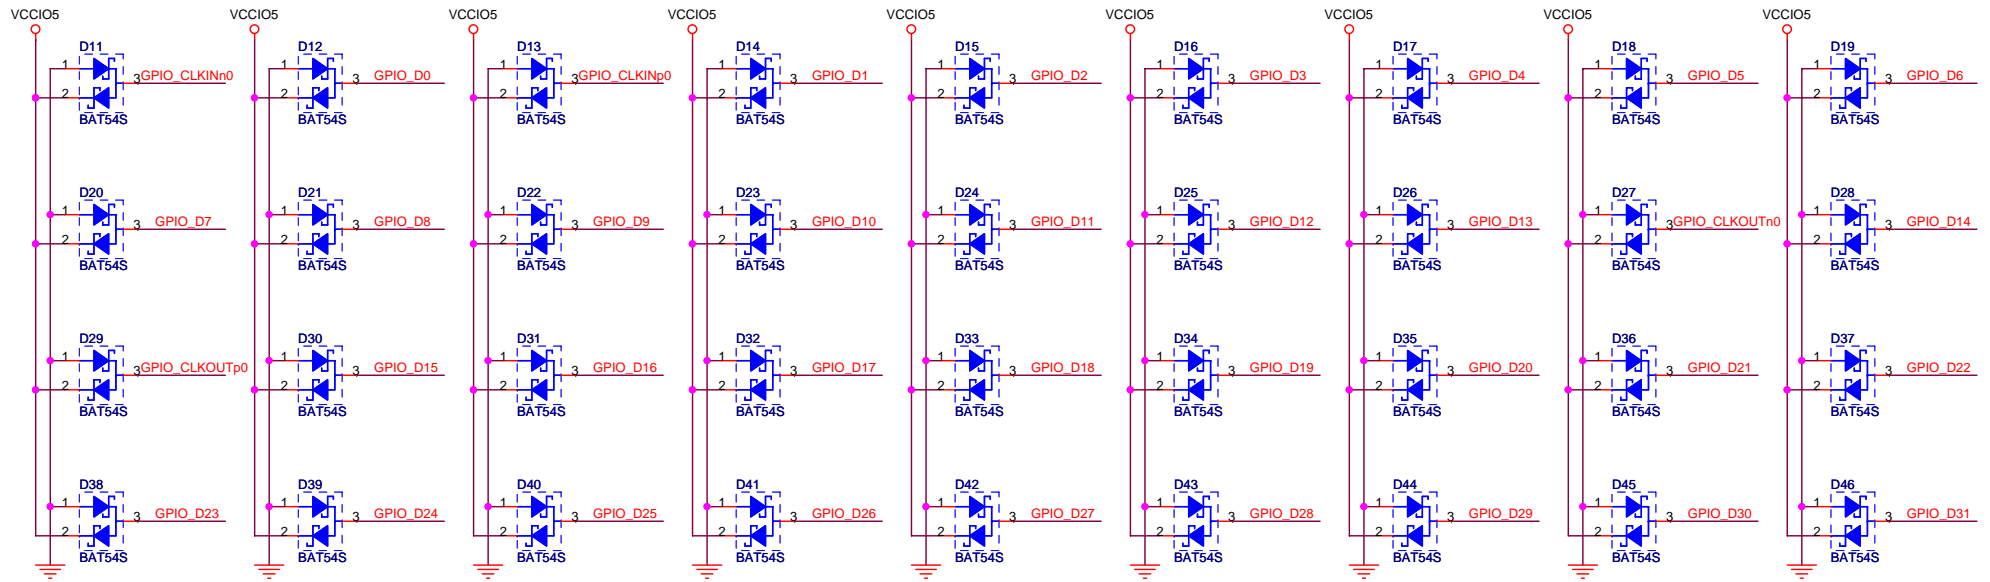 VCCIO5 VCCIO5 VCCIO5 VCCIO5 VCCIO5 VCCIO5 VCCIO5 VCCIO5 VCCIO5
D11 D12 D13 D14 D15 D16 D17 D18 D19
1 3 GPIO_CLKINn0 1 3 GPIO_D0 1 3 GPIO_CLKINp0 1 3 GPIO_D1 1 3 GPIO_D2 1 3 GPIO_D3 1 3 GPIO_D4 1 3 GPIO_D5 1 3 GPIO_D6
2 2 2 2 2 2 2 2 2
BAT54S BAT54S BAT54S BAT54S BAT54S BAT54S BAT54S BAT54S BAT54S
D20 D21 D22 D23 D24 D25 D26 D27 D28
1 3 GPIO_D7 1 3 GPIO_D8 1 3 GPIO_D9 1 3 GPIO_D10 1 3 GPIO_D11 1 3 GPIO_D12 1 3 GPIO_D13 1 3 GPIO_CLKOUTn0 1 3 GPIO_D14
2 2 2 2 2 2 2 2 2
BAT54S BAT54S BAT54S BAT54S BAT54S BAT54S BAT54S BAT54S BAT54S
D29 D30 D31 D32 D33 D34 D35 D36 D37
1 3 GPIO_CLKOUTp0 1 3 GPIO_D15 1 3 GPIO_D16 1 3 GPIO_D17 1 3 GPIO_D18 1 3 GPIO_D19 1 3 GPIO_D20 1 3 GPIO_D21 1 3 GPIO_D22
2 2 2 2 2 2 2 2 2
BAT54S BAT54S BAT54S BAT54S BAT54S BAT54S BAT54S BAT54S BAT54S
D38 D39 D40 D41 D42 D43 D44 D45 D46
1 3 GPIO_D23 1 3 GPIO_D24 1 3 GPIO_D25 1 3 GPIO_D26 1 3 GPIO_D27 1 3 GPIO_D28 1 3 GPIO_D29 1 3 GPIO_D30 1 3 GPIO_D31
2 2 2 2 2 2 2 2 2
BAT54S BAT54S BAT54S BAT54S BAT54S BAT54S BAT54S BAT54S BAT54S